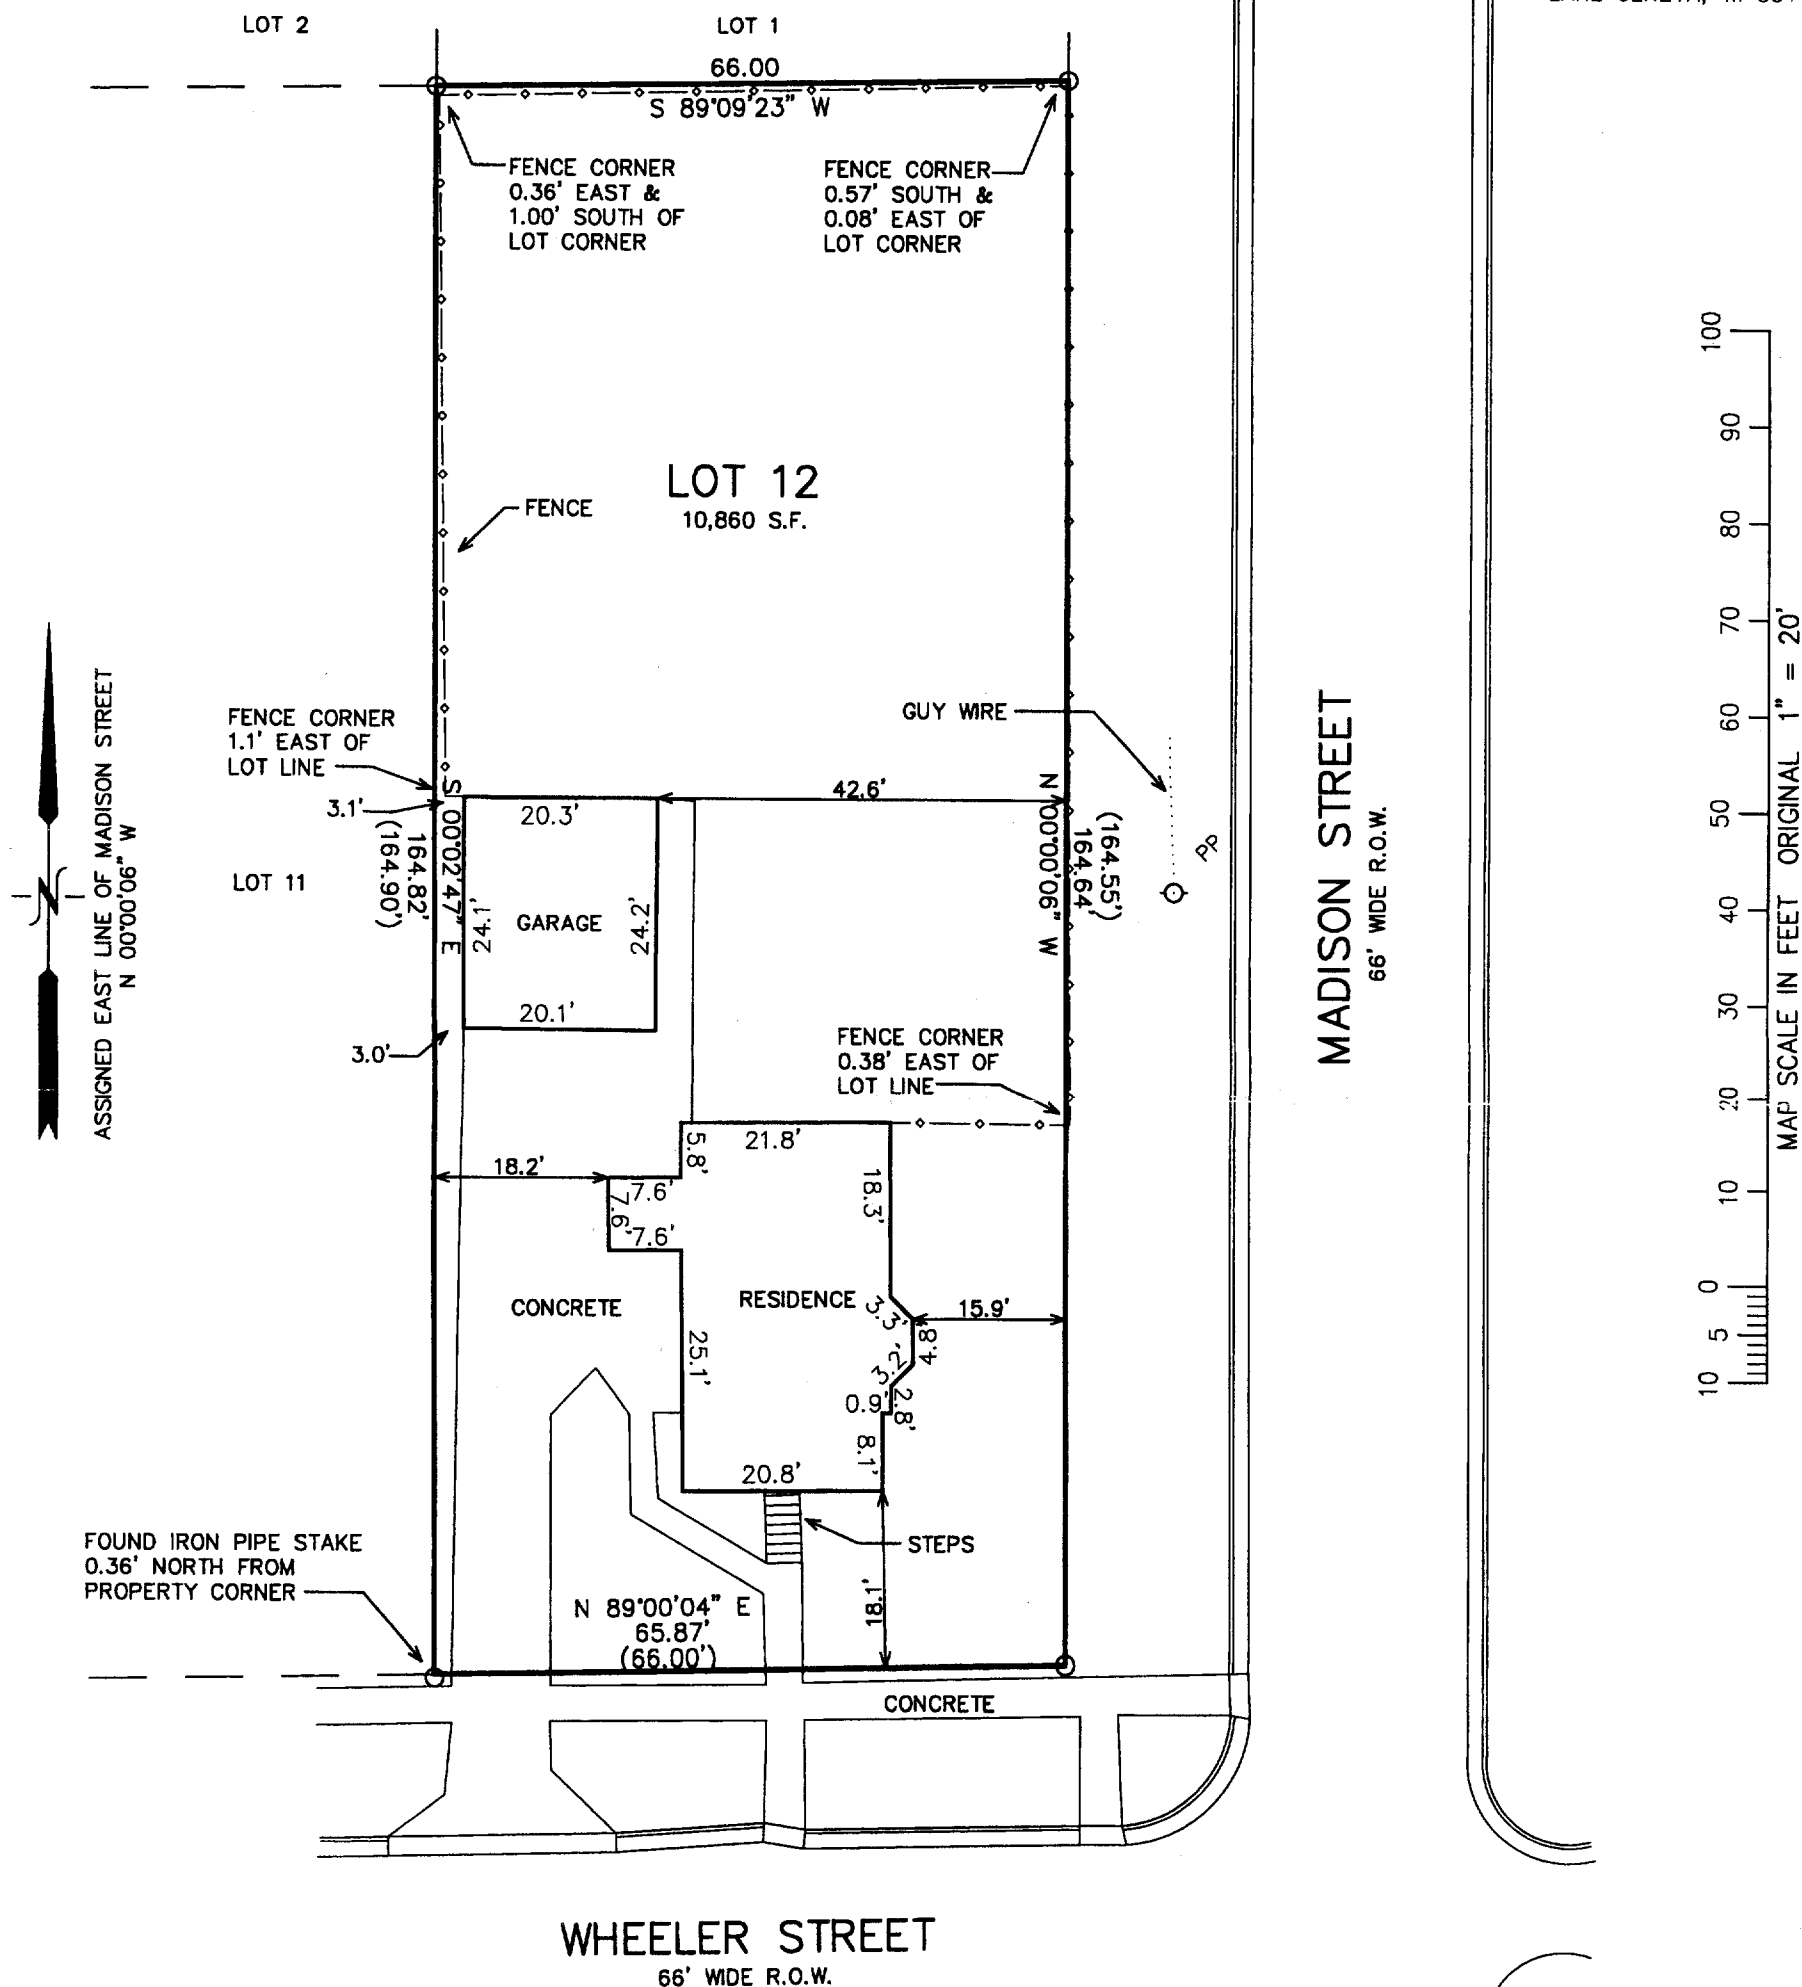 LOT 2
LOT 1
66.00
S 89°09'23" W
FENCE CORNER
0.36' EAST &
1.00' SOUTH OF
LOT CORNER
FENCE CORNER
0.57' SOUTH &
0.08' EAST OF
LOT CORNER
LOT 12
10,860 S.F.
FENCE
GUY WIRE
FENCE CORNER
1.1' EAST OF
LOT LINE
3.1'
S 00°02'47" E
164.82'
(164.90')
20.3'
42.6'
N 00°00'06" W
164.64'
(164.55')
PP
LOT 11
24.1'
GARAGE
24.2'
20.1'
3.0'
ASSIGNED EAST LINE OF MADISON STREET
N 00°00'06" W
N
MADISON STREET
66' WIDE R.O.W.
FENCE CORNER
0.38' EAST OF
LOT LINE
21.8'
5.8'
18.2'
7.6'
7.6'
7.6'
18.3'
CONCRETE
RESIDENCE
3.3'
15.9'
4.8'
3.2'
25.1'
0.9'
2.8'
8.1'
20.8'
STEPS
18.1'
FOUND IRON PIPE STAKE
0.36' NORTH FROM
PROPERTY CORNER
N 89°00'04" E
65.87'
(66.00')
CONCRETE
WHEELER STREET
66' WIDE R.O.W.
100
90
80
70
60
50
40
30
20
10
0
5
10
MAP SCALE IN FEET ORIGINAL 1" = 20'